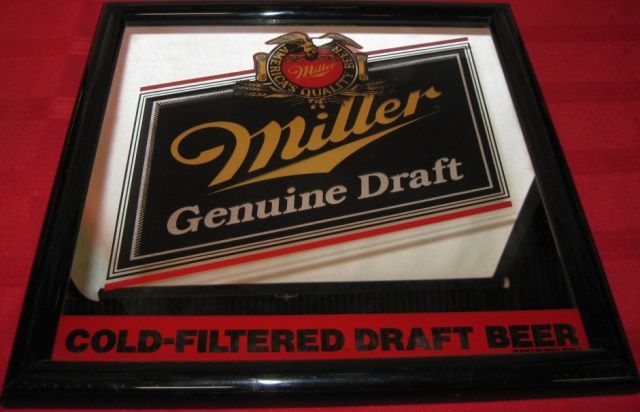 AMERICA'S QUALITY BEER
Miller
Miller
Genuine Draft
COLD-FILTERED DRAFT BEER